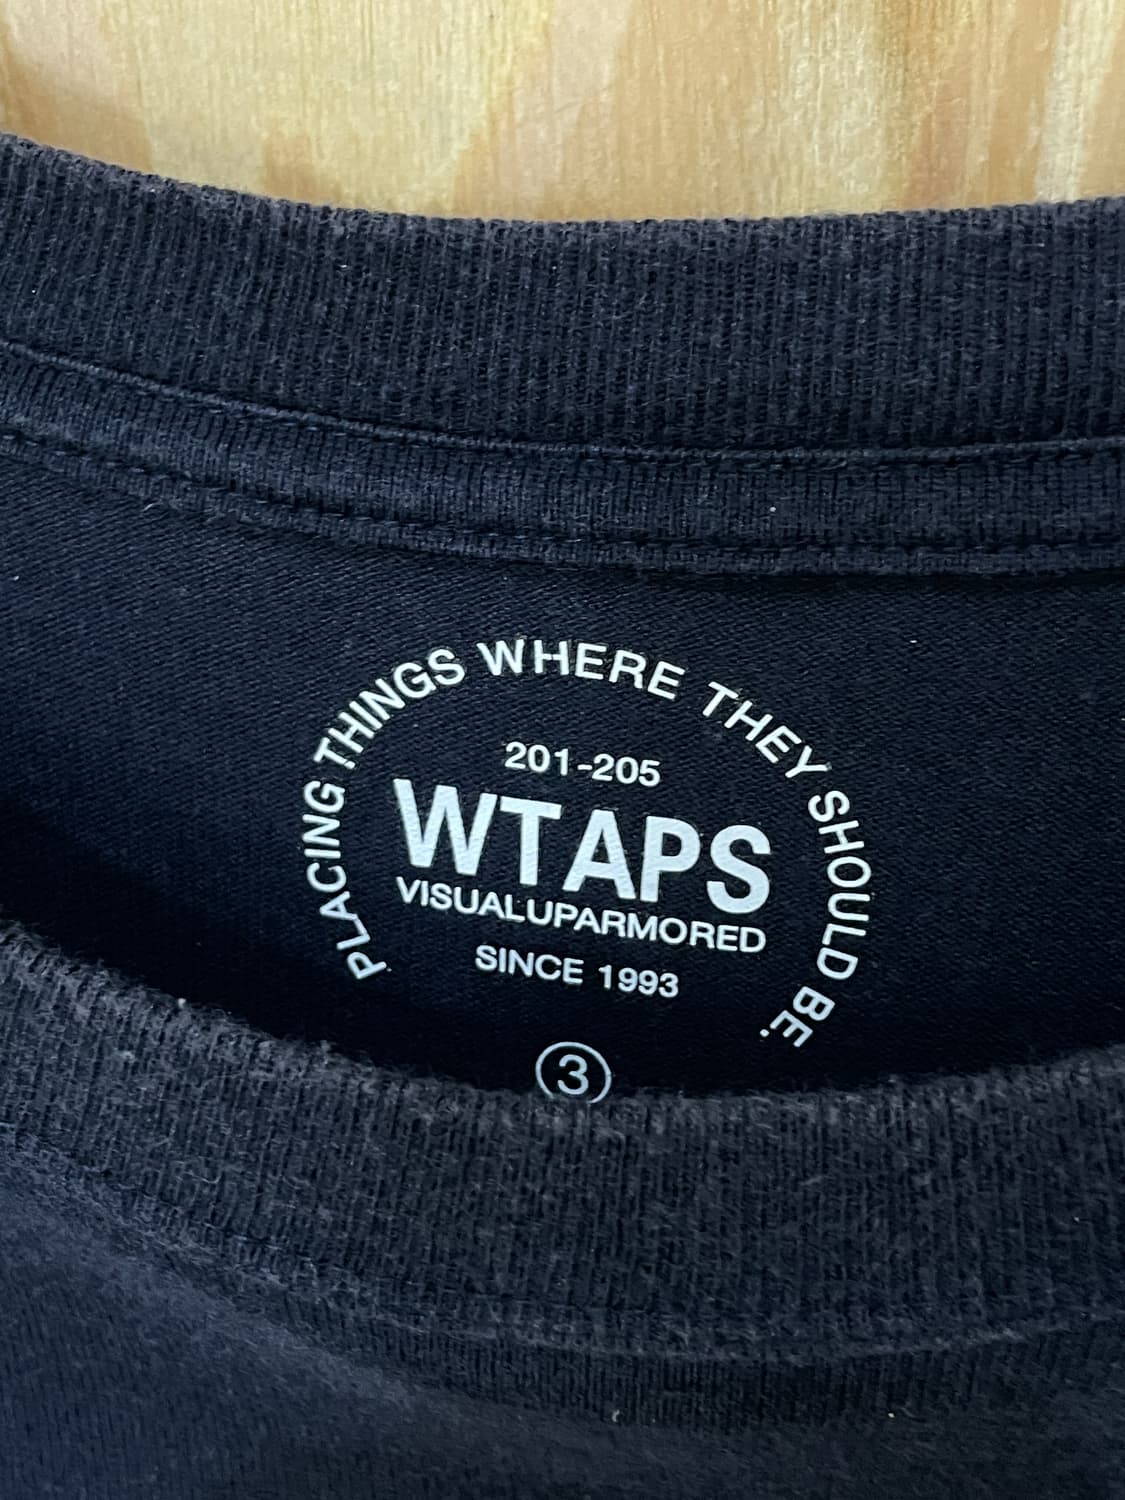 PLACING THINGS WHERE THEY SHOULD BE.
201-205
WTAPS
VISUALUPARMORED
SINCE 1993
3